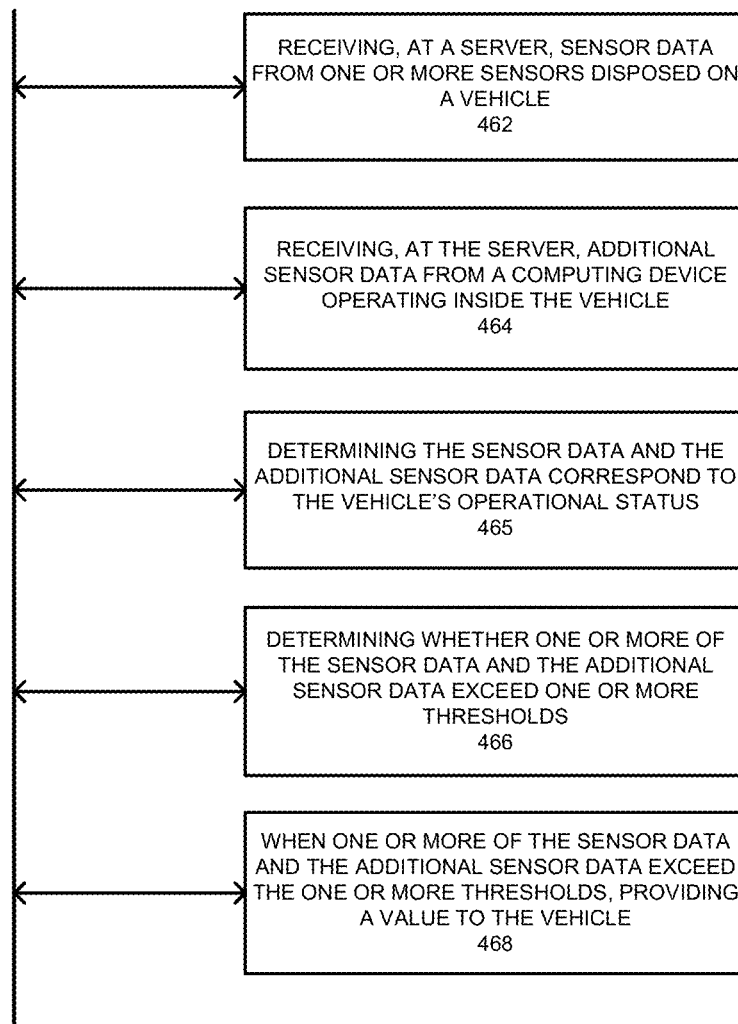 RECEIVING, AT A SERVER, SENSOR DATA
FROM ONE OR MORE SENSORS DISPOSED ON
A VEHICLE
462
RECEIVING, AT THE SERVER, ADDITIONAL
SENSOR DATA FROM A COMPUTING DEVICE
OPERATING INSIDE THE VEHICLE
464
DETERMINING THE SENSOR DATA AND THE
ADDITIONAL SENSOR DATA CORRESPOND TO
THE VEHICLE'S OPERATIONAL STATUS
465
DETERMINING WHETHER ONE OR MORE OF
THE SENSOR DATA AND THE ADDITIONAL
SENSOR DATA EXCEED ONE OR MORE
THRESHOLDS
466
WHEN ONE OR MORE OF THE SENSOR DATA
AND THE ADDITIONAL SENSOR DATA EXCEED
THE ONE OR MORE THRESHOLDS, PROVIDING
A VALUE TO THE VEHICLE
468